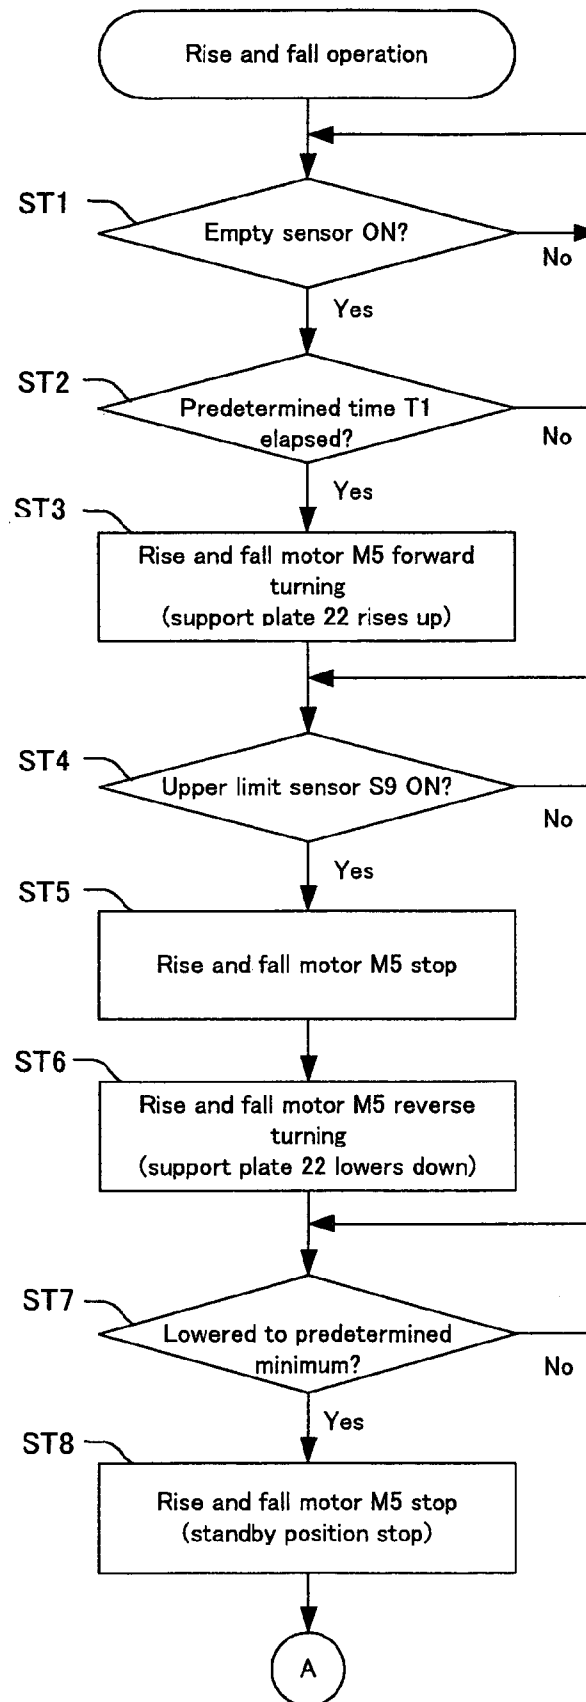 Rise and fall operation
ST1
Empty sensor ON?
No
Yes
ST2
Predetermined time T1
elapsed?
No
Yes
ST3
Rise and fall motor M5 forward
turning
(support plate 22 rises up)
ST4
Upper limit sensor S9 ON?
No
Yes
ST5
Rise and fall motor M5 stop
ST6
Rise and fall motor M5 reverse
turning
(support plate 22 lowers down)
ST7
Lowered to predetermined
minimum?
No
Yes
ST8
Rise and fall motor M5 stop
(standby position stop)
A